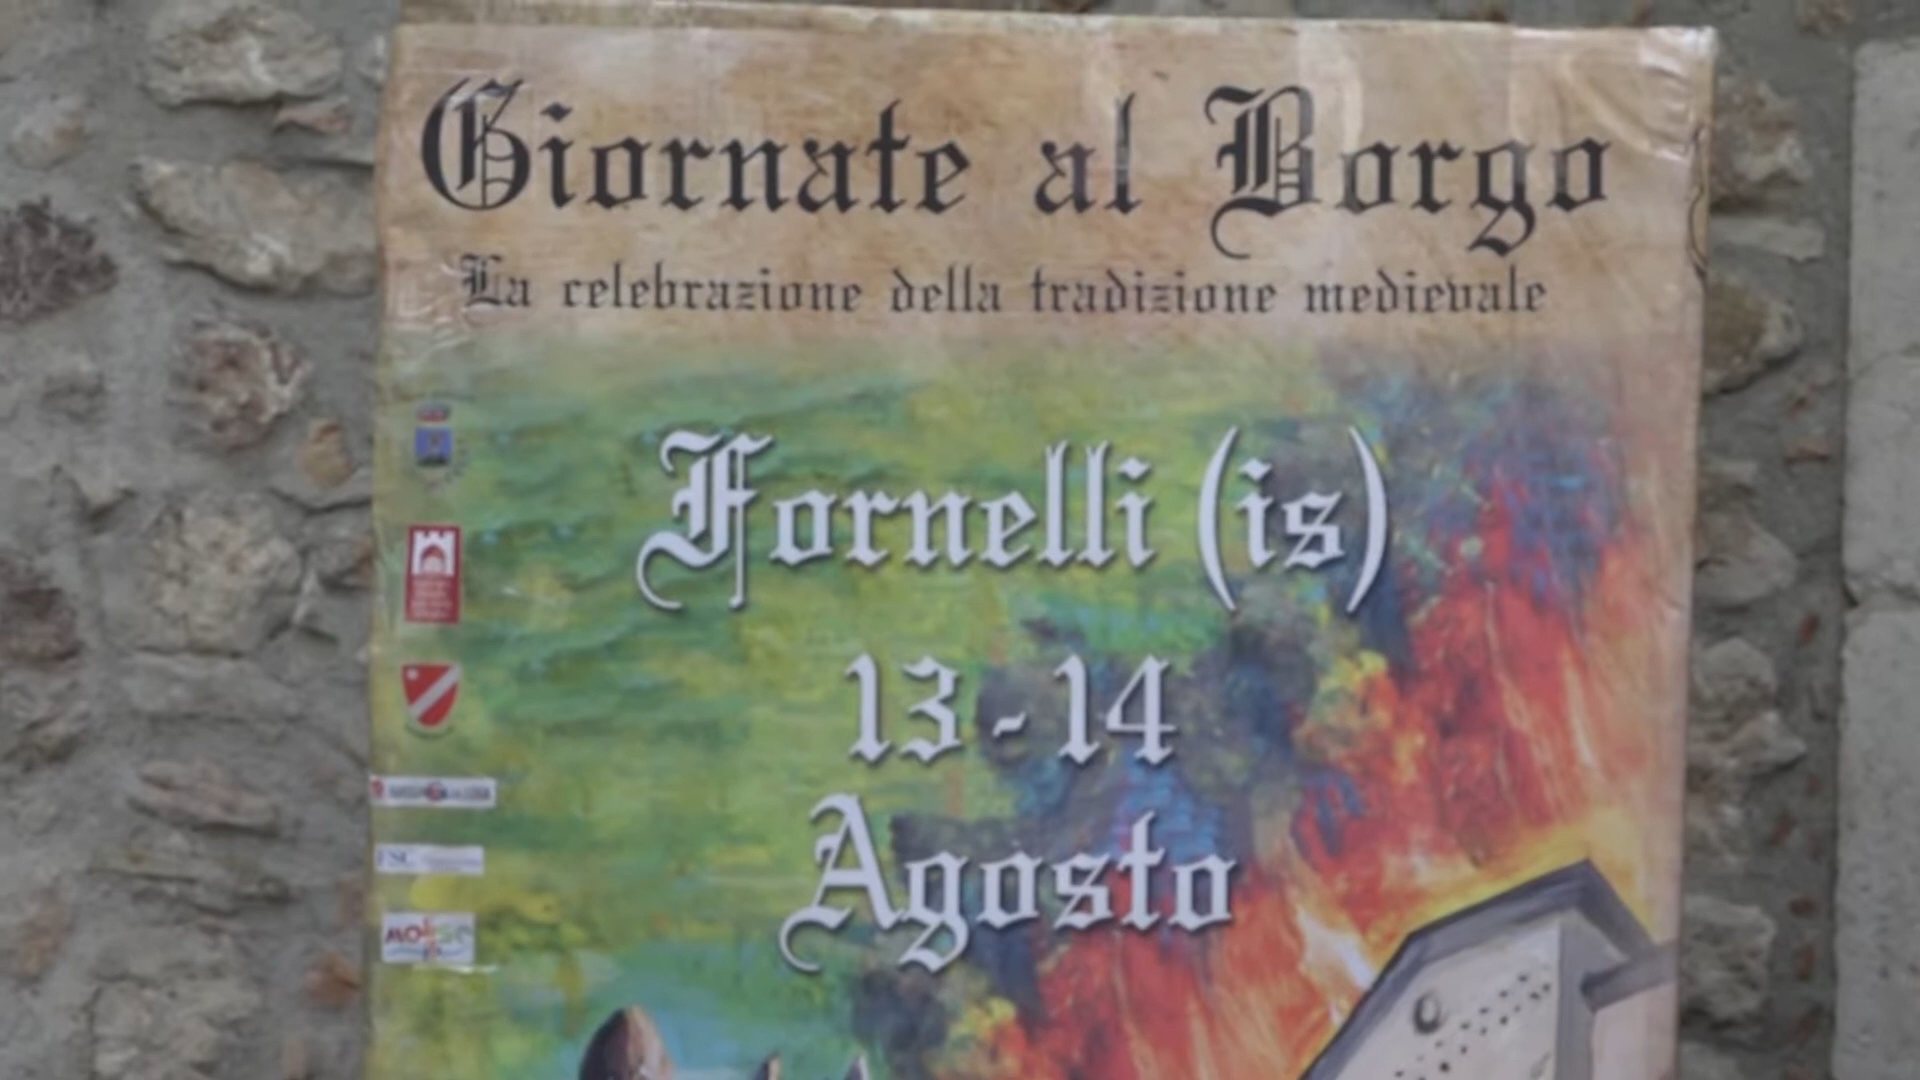 Giornate al Borgo
La celebrazione della tradizione medievale
Fornelli (is)
13-14
Agosto